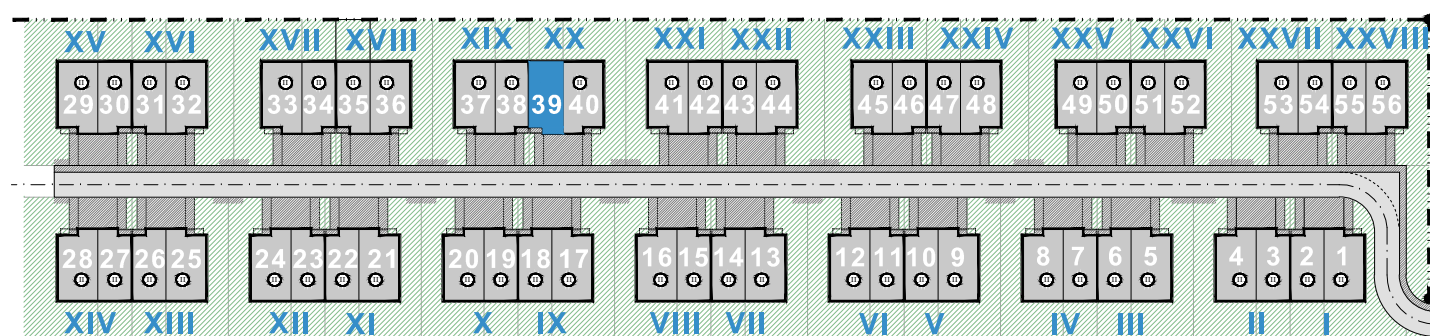 XV XVI XVII XVIII XIX XX XXI XXII XXIII XXIV XXV XXVI XXVII XXVIII
29 30 31 32 33 34 35 36 37 38 39 40 41 42 43 44 45 46 47 48 49 50 51 52 53 54 55 56
28 27 26 25 24 23 22 21 20 19 18 17 16 15 14 13 12 11 10 9 8 7 6 5 4 3 2 1
XIV XIII XII XI X IX VIII VII VI V IV III II I